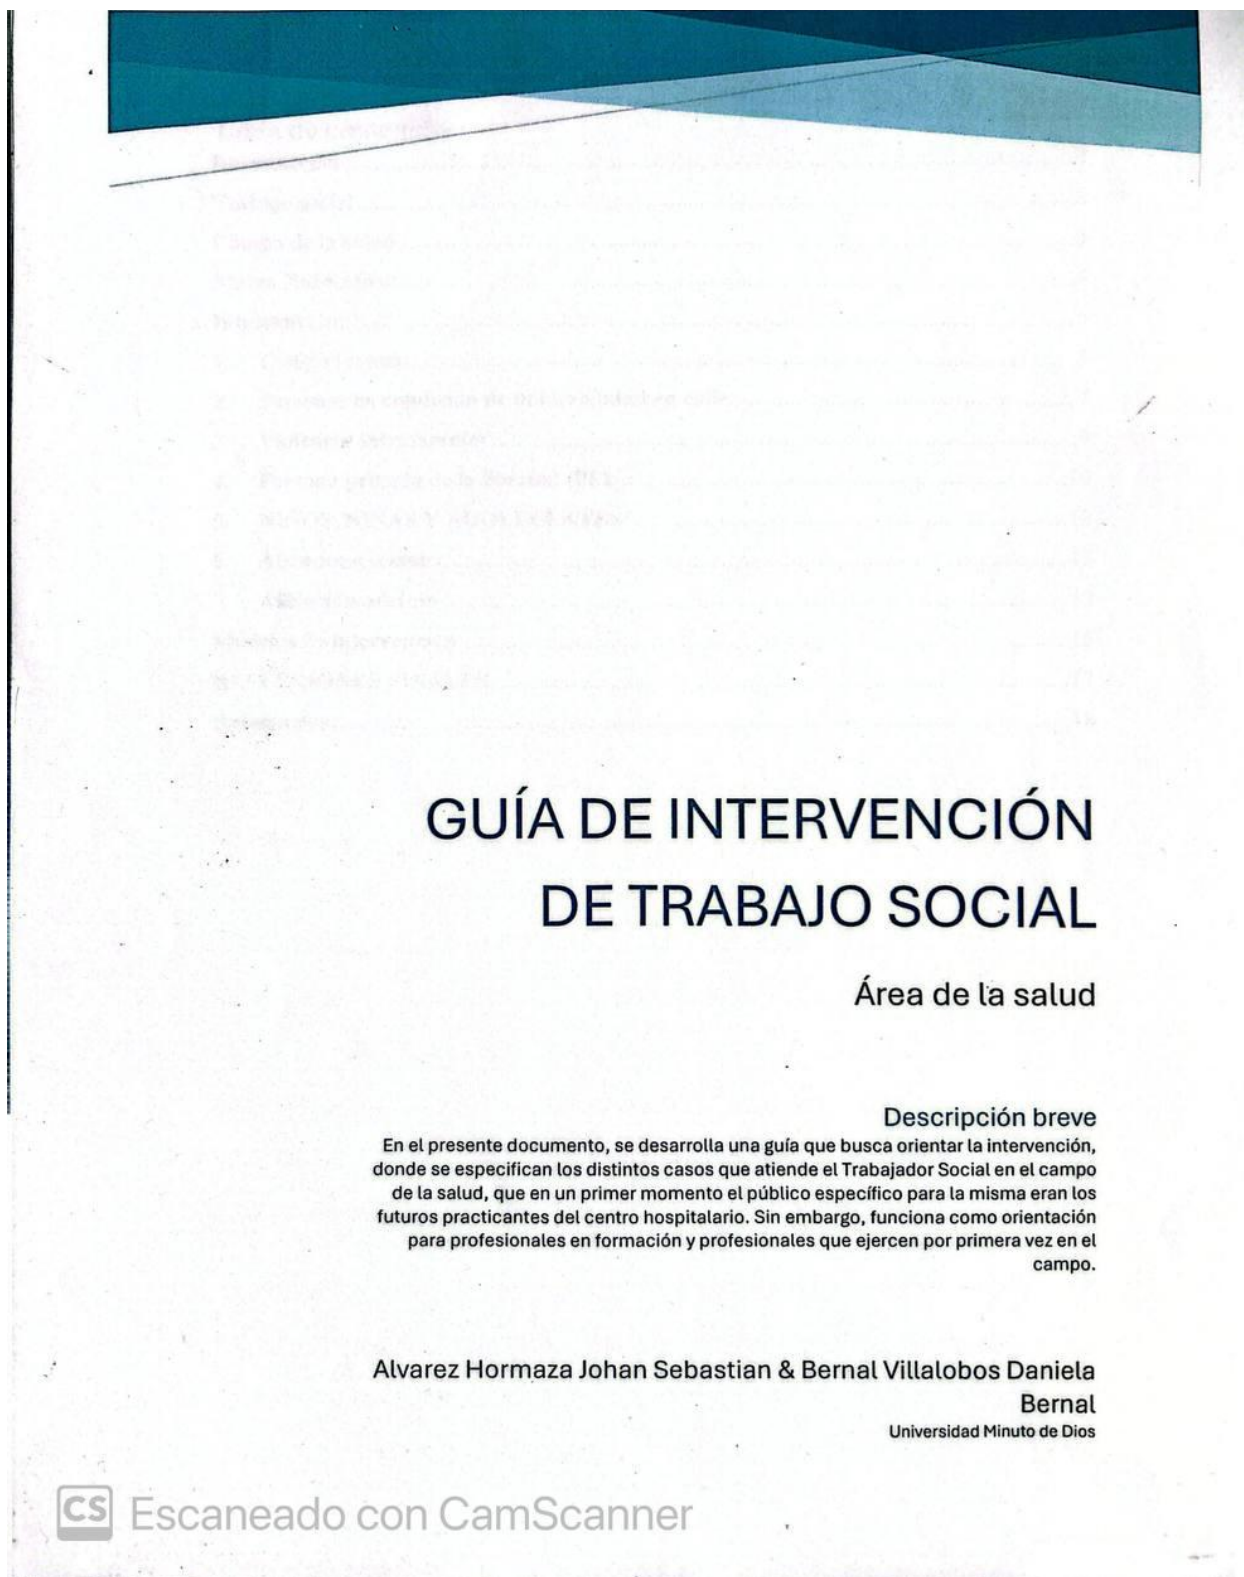 GUÍA DE INTERVENCIÓN
DE TRABAJO SOCIAL
Área de la salud
Descripción breve
En el presente documento, se desarrolla una guía que busca orientar la intervención,
donde se especifican los distintos casos que atiende el Trabajador Social en el campo
de la salud, que en un primer momento el público específico para la misma eran los
futuros practicantes del centro hospitalario. Sin embargo, funciona como orientación
para profesionales en formación y profesionales que ejercen por primera vez en el
campo.
Alvarez Hormaza Johan Sebastian & Bernal Villalobos Daniela
Bernal
Universidad Minuto de Dios
CS Escaneado con CamScanner